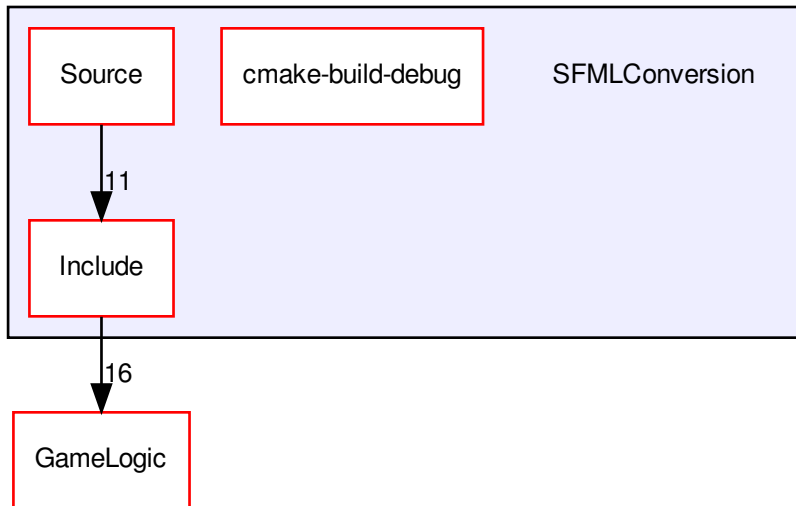 Source
cmake-build-debug
SFMLConversion
11
Include
16
GameLogic